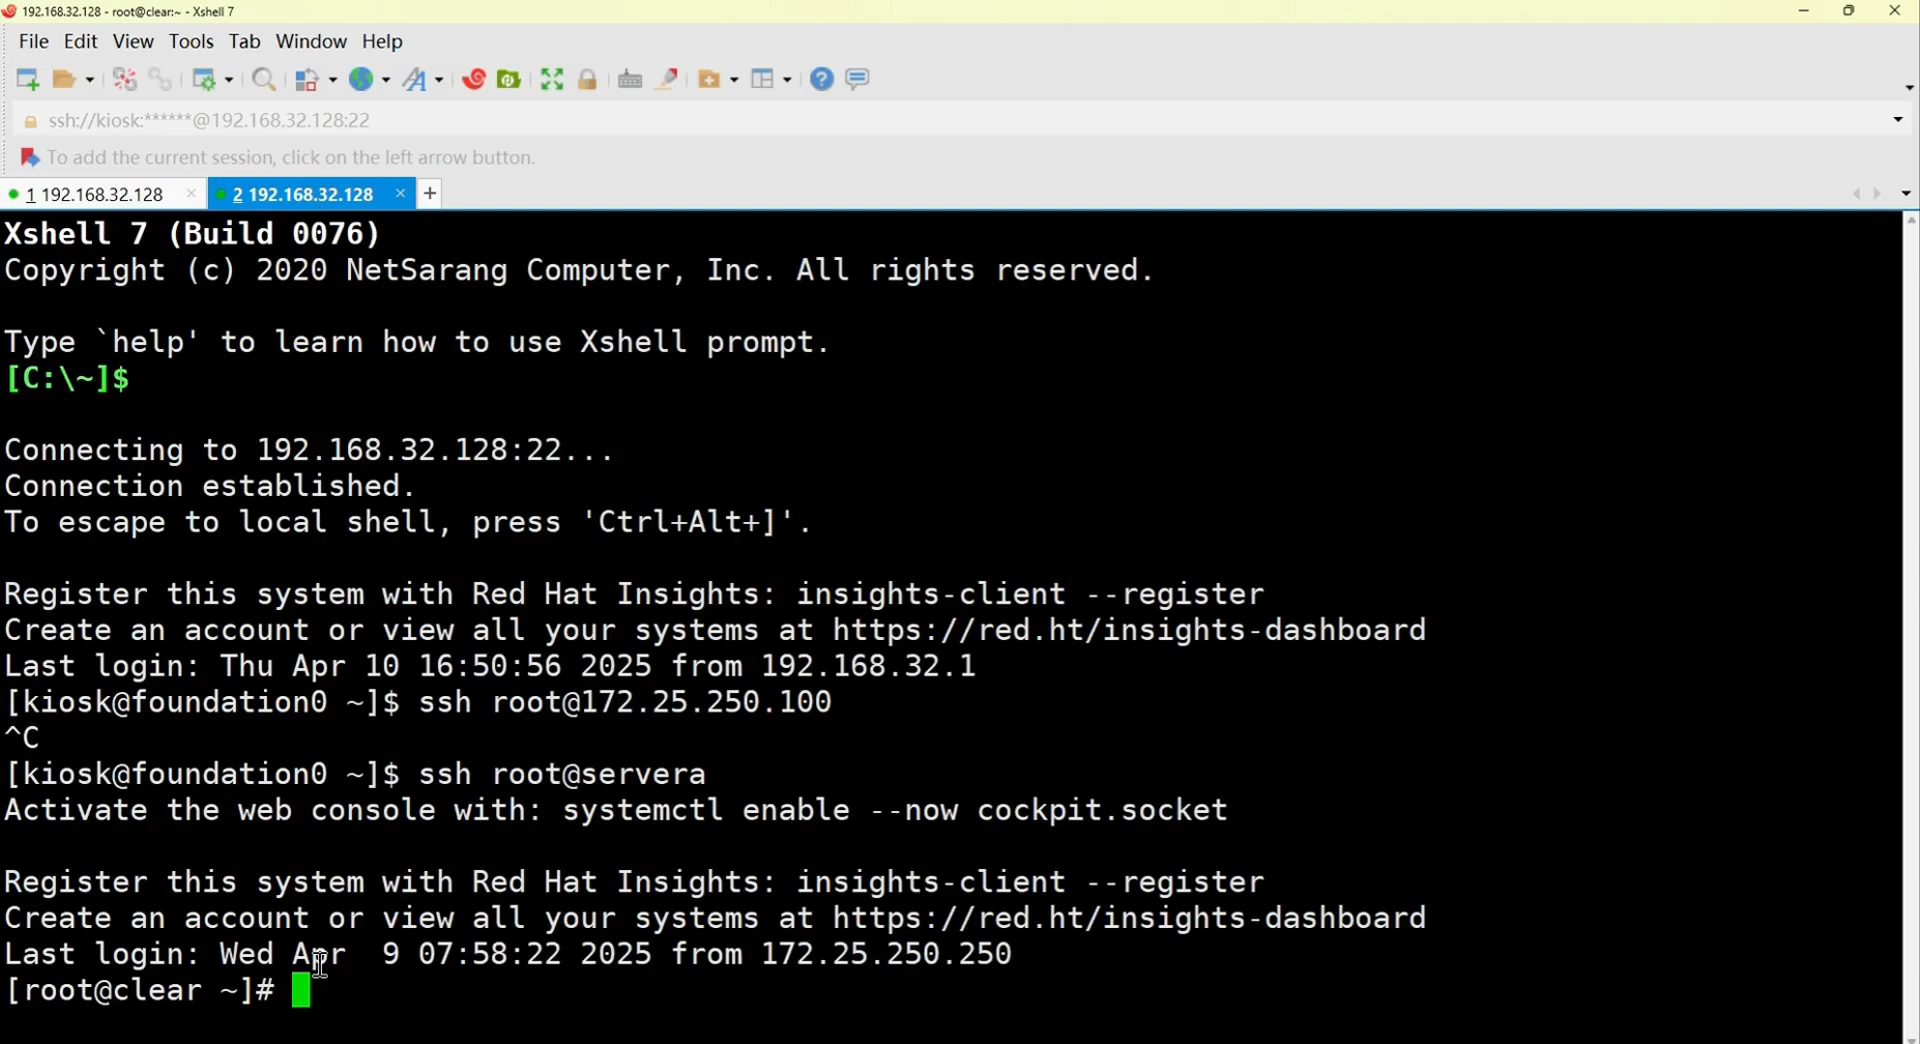 192.168.32.128 - root@clear:~ - Xshell 7
File Edit View Tools Tab Window Help
ssh://kiosk:******@192.168.32.128:22
To add the current session, click on the left arrow button.
1 192.168.32.128
2 192.168.32.128
Xshell 7 (Build 0076)
Copyright (c) 2020 NetSarang Computer, Inc. All rights reserved.
Type `help' to learn how to use Xshell prompt.
[C:\~]$
Connecting to 192.168.32.128:22...
Connection established.
To escape to local shell, press 'Ctrl+Alt+]'.
Register this system with Red Hat Insights: insights-client --register
Create an account or view all your systems at https://red.ht/insights-dashboard
Last login: Thu Apr 10 16:50:56 2025 from 192.168.32.1
[kiosk@foundation0 ~]$ ssh root@172.25.250.100
^C
[kiosk@foundation0 ~]$ ssh root@servera
Activate the web console with: systemctl enable --now cockpit.socket
Register this system with Red Hat Insights: insights-client --register
Create an account or view all your systems at https://red.ht/insights-dashboard
Last login: Wed Apr  9 07:58:22 2025 from 172.25.250.250
[root@clear ~]#